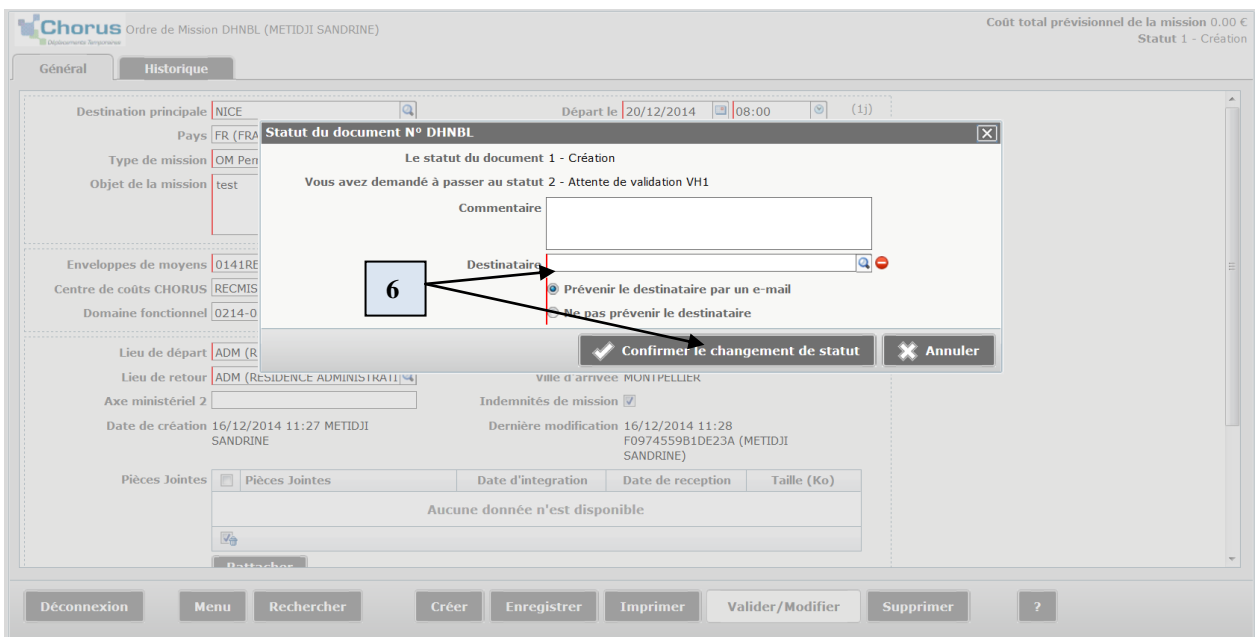 Chorus Ordre de Mission DHNBL (METIDJI SANDRINE)
Déplacements Temporaires
Coût total prévisionnel de la mission 0.00 €
Statut 1 - Création
Général Historique
Destination principale NICE Départ le 20/12/2014 08:00 (1j)
Pays FR (FRA
Type de mission OM Per
Objet de la mission test
Statut du document N° DHNBL
Le statut du document 1 - Création
Vous avez demandé à passer au statut 2 - Attente de validation VH1
Commentaire
Destinataire
6
Prévenir le destinataire par un e-mail
Ne pas prévenir le destinataire
Confirmer le changement de statut Annuler
Enveloppes de moyens 0141RE
Centre de coûts CHORUS RECMIS
Domaine fonctionnel 0214-0
Lieu de départ ADM (R
Lieu de retour ADM (RESIDENCE ADMINISTRATI Ville d'arrivée MONTPELLIER
Axe ministériel 2 Indemnités de mission
Date de création 16/12/2014 11:27 METIDJI
SANDRINE
Dernière modification 16/12/2014 11:28
F0974559B1DE23A (METIDJI
SANDRINE)
Pièces Jointes Pièces Jointes Date d'integration Date de reception Taille (Ko)
Aucune donnée n'est disponible
Rattacher
Déconnexion Menu Rechercher Créer Enregistrer Imprimer Valider/Modifier Supprimer ?